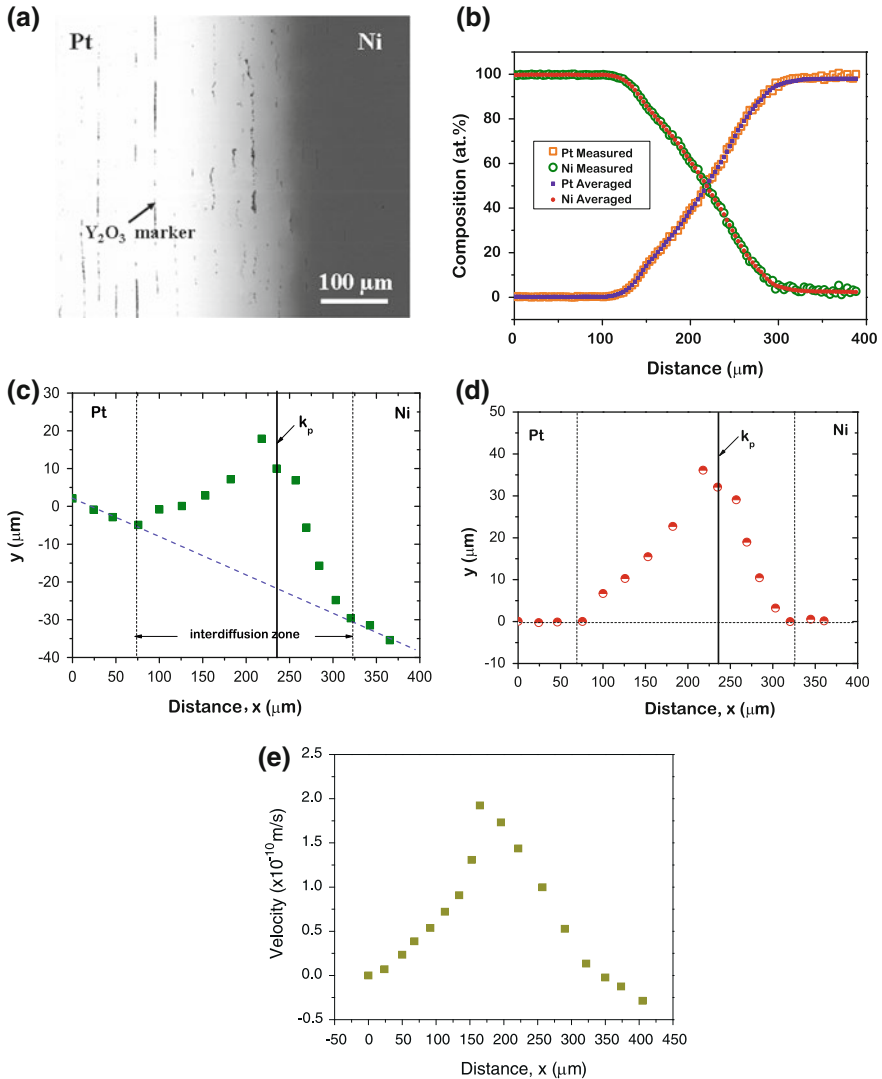 (a)
Pt
Ni
Y₂O₃
marker
100 μm
(b)
Composition (at.%)
100
80
60
40
20
0
Pt Measured
Ni Measured
Pt Averaged
Ni Averaged
0 100 200 300 400
Distance (μm)
(c)
y (μm)
30
20
10
0
-10
-20
-30
-40
Pt
Ni
kₚ
interdiffusion zone
0 50 100 150 200 250 300 350 400
Distance, x (μm)
(d)
y (μm)
50
40
30
20
10
0
-10
Pt
Ni
kₚ
0 50 100 150 200 250 300 350 400
Distance, x (μm)
(e)
Velocity (x10⁻¹⁰m/s)
2.5
2.0
1.5
1.0
0.5
0.0
-0.5
-50 0 50 100 150 200 250 300 350 400 450
Distance, x (μm)